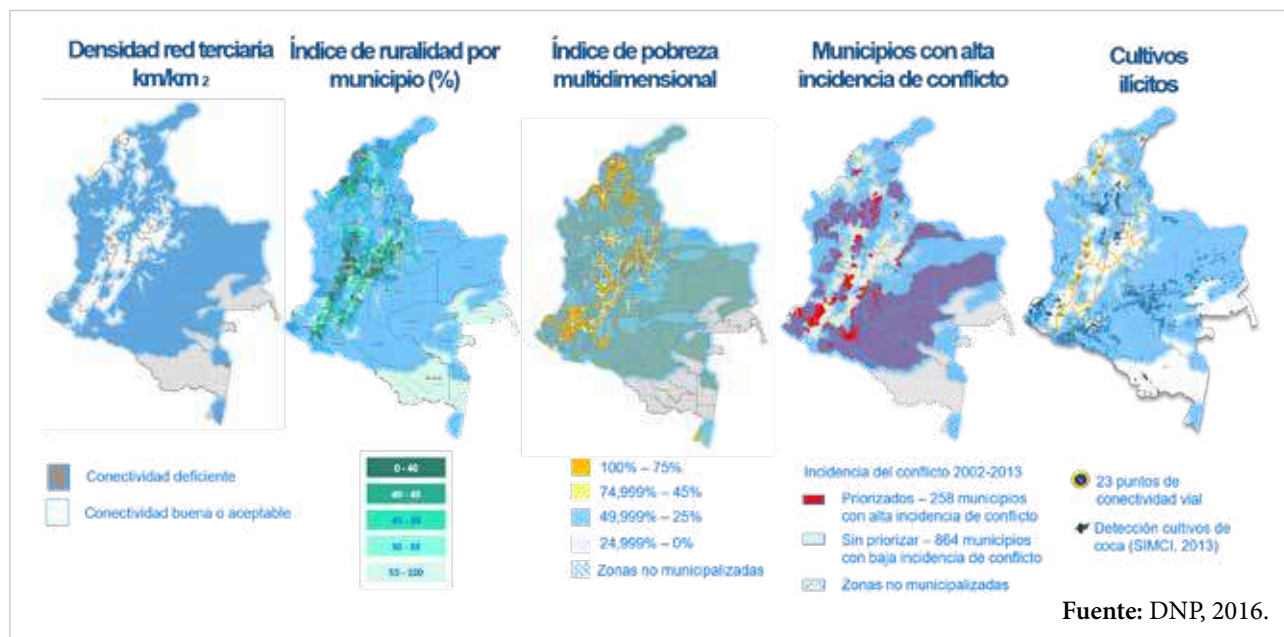 Densidad red terciaria
km/km 2
Índice de ruralidad por
municipio (%)
Índice de pobreza
multidimensional
Municipios con alta
incidencia de conflicto
Cultivos
ilícitos
Conectividad deficiente
Conectividad buena o aceptable
0 - 40
55 - 100
100% – 75%
74,999% – 45%
49,999% – 25%
24,999% – 0%
Zonas no municipalizadas
Incidencia del conflicto 2002-2013
Priorizados – 258 municipios
con alta incidencia de conflicto
Sin priorizar – 864 municipios
con baja incidencia de conflicto
Zonas no municipalizadas
23 puntos de
conectividad vial
Detección cultivos de
coca (SIMCI, 2013)
Fuente: DNP, 2016.